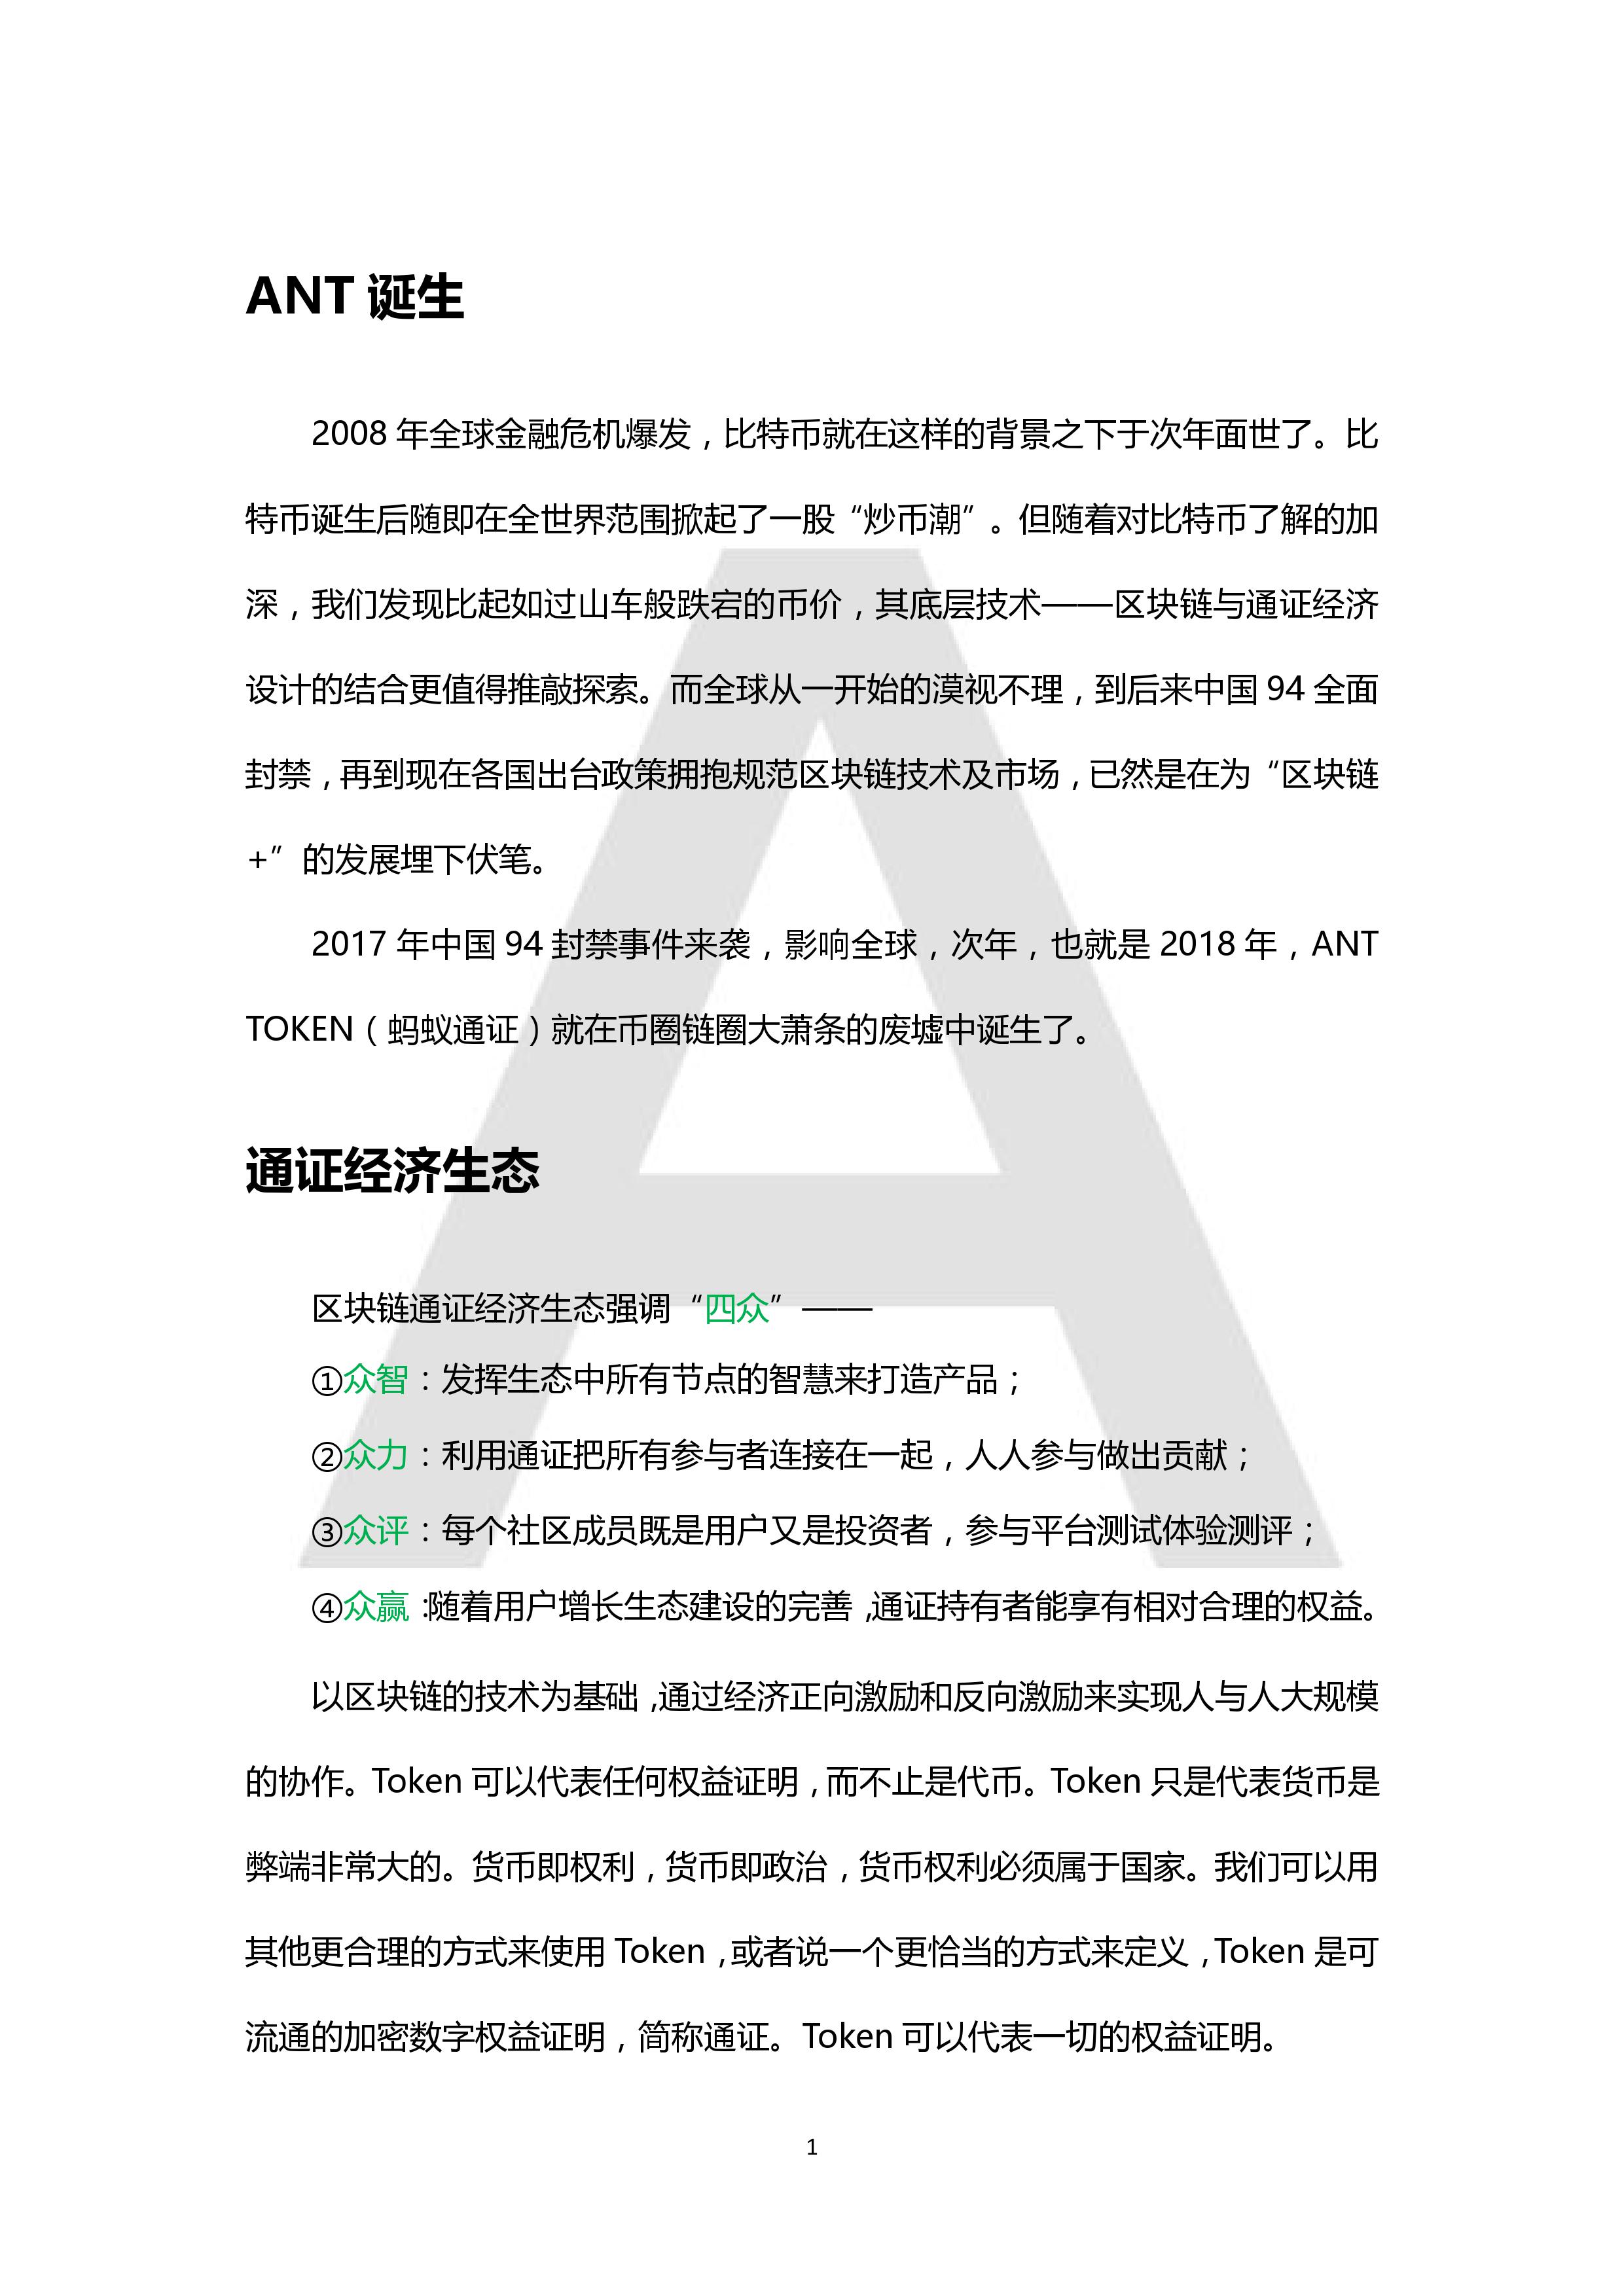 ANT 诞生
2008 年全球金融危机爆发，比特币就在这样的背景之下于次年面世了。比
特币诞生后随即在全世界范围掀起了一股“炒币潮”。但随着对比特币了解的加
深，我们发现比起如过山车般跌宕的币价，其底层技术——区块链与通证经济
设计的结合更值得推敲探索。而全球从一开始的漠视不理，到后来中国 94 全面
封禁，再到现在各国出台政策拥抱规范区块链技术及市场，已然是在为“区块链
+”的发展埋下伏笔。
2017 年中国 94 封禁事件来袭，影响全球，次年，也就是 2018 年，ANT
TOKEN（蚂蚁通证）就在币圈链圈大萧条的废墟中诞生了。
通证经济生态
区块链通证经济生态强调“四众”——
①众智：发挥生态中所有节点的智慧来打造产品；
②众力：利用通证把所有参与者连接在一起，人人参与做出贡献；
③众评：每个社区成员既是用户又是投资者，参与平台测试体验测评；
④众赢：随着用户增长生态建设的完善，通证持有者能享有相对合理的权益。
以区块链的技术为基础，通过经济正向激励和反向激励来实现人与人大规模
的协作。Token 可以代表任何权益证明，而不止是代币。Token 只是代表货币是
弊端非常大的。货币即权利，货币即政治，货币权利必须属于国家。我们可以用
其他更合理的方式来使用 Token，或者说一个更恰当的方式来定义，Token 是可
流通的加密数字权益证明，简称通证。Token 可以代表一切的权益证明。
1